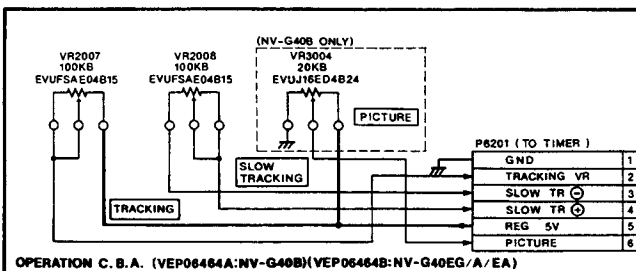 (NV-G40B ONLY)
VR2007
100KB
EVUFSAE04B15
VR2008
100KB
EVUFSAE04B15
VR3004
20KB
EVUJ16ED4B24
PICTURE
SLOW
TRACKING
TRACKING
P6201 (TO TIMER)
GND 1
TRACKING VR 2
SLOW TR ⊖ 3
SLOW TR ⊕ 4
REG 5V 5
PICTURE 6
OPERATION C.B.A. (VEP06464A:NV-G40B)(VEP06464B:NV-G40EG/A/EA)